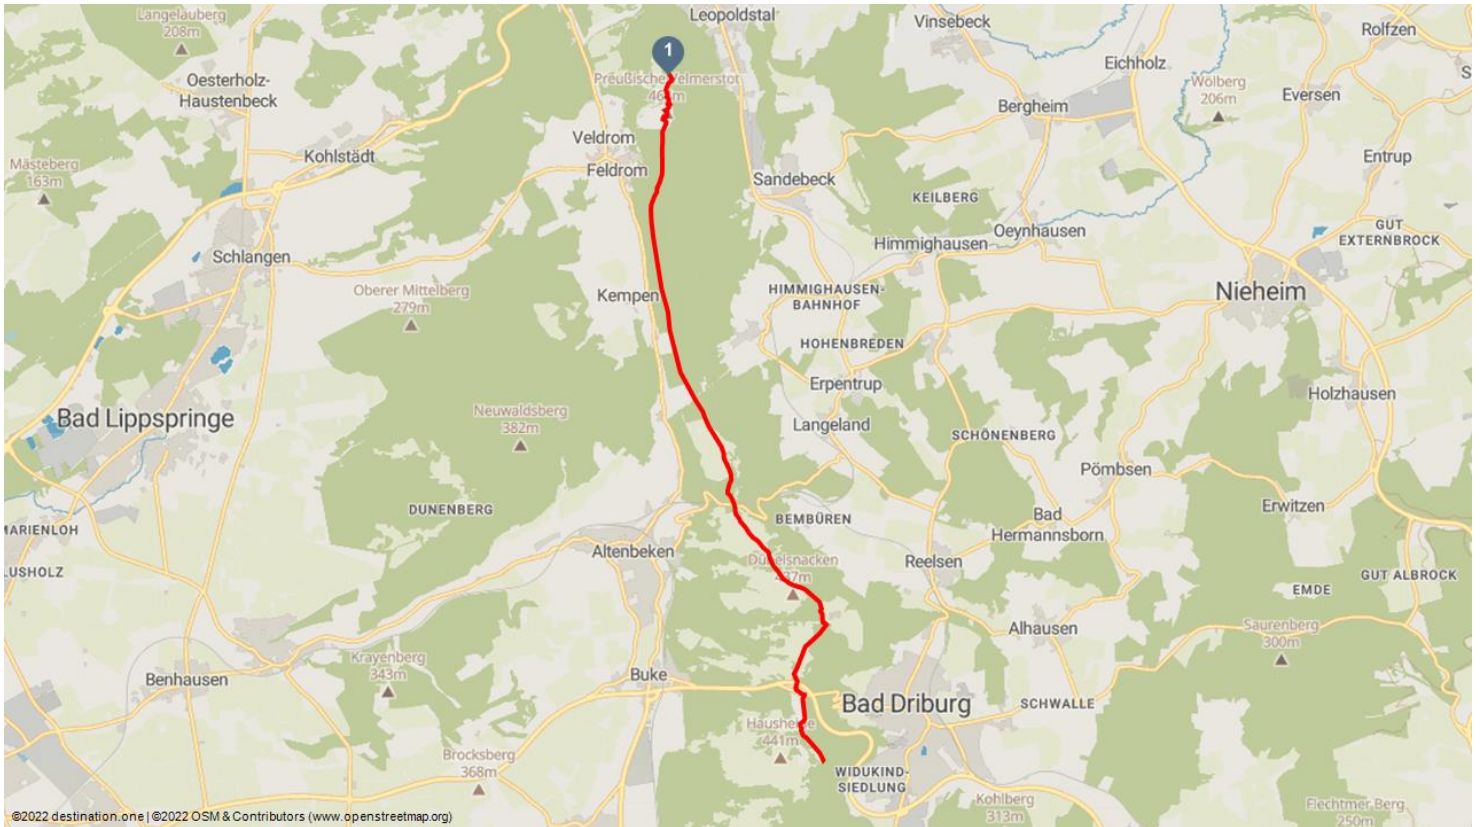 Langelauberg
208m
Leopoldstal
Vinsebeck
Rolfzen
1
Oesterholz-
Haustenbeck
Preußische Velmerstot
Eichholz
Wölberg
206m
Eversen
Bergheim
Veldrom
Feldrom
Kohlstädt
Mästeberg
163m
Sandebeck
Entrup
KEILBERG
Himmighausen
Oeynhausen
GUT
EXTERNBROCK
Schlangen
Oberer Mittelberg
279m
Kempen
HIMMIGHAUSEN-
BAHNHOF
Nieheim
HOHENBREDEN
Erpentrup
Holzhausen
Bad Lippspringe
Neuwaldsberg
382m
Langeland
SCHÖNENBERG
Pömbsen
DUNENBERG
BEMBÜREN
Bad
Hermannsborn
Erwitzen
MARIENLOH
Altenbeken
Reelsen
LUSHOLZ
GUT ALBROCK
EMDE
Alhausen
Saurenberg
300m
Krayenberg
343m
Benhausen
Buke
Bad Driburg
SCHWALLE
441m
Brocksberg
368m
WIDUKIND-
SIEDLUNG
Kohlberg
313m
Flechtmer Berg
250m
©2022 destination.one | ©2022 OSM & Contributors (www.openstreetmap.org)